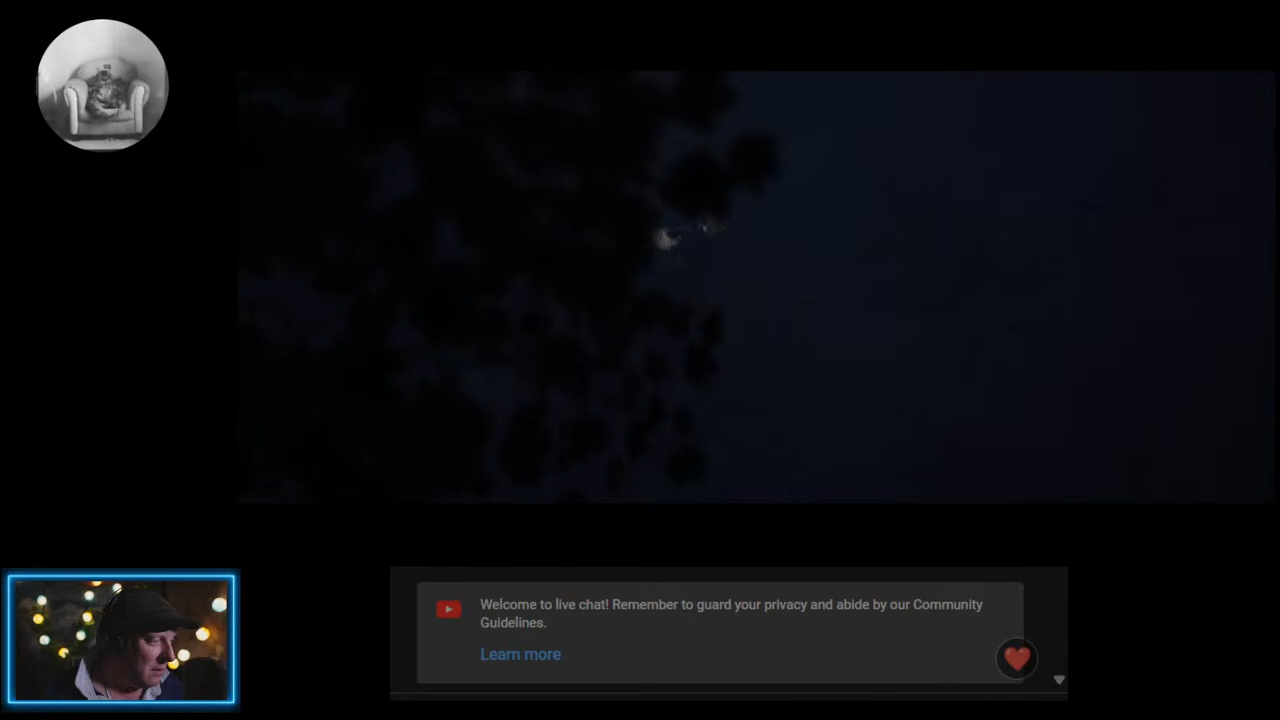 Welcome to live chat! Remember to guard your privacy and abide by our Community
Guidelines.
Learn more